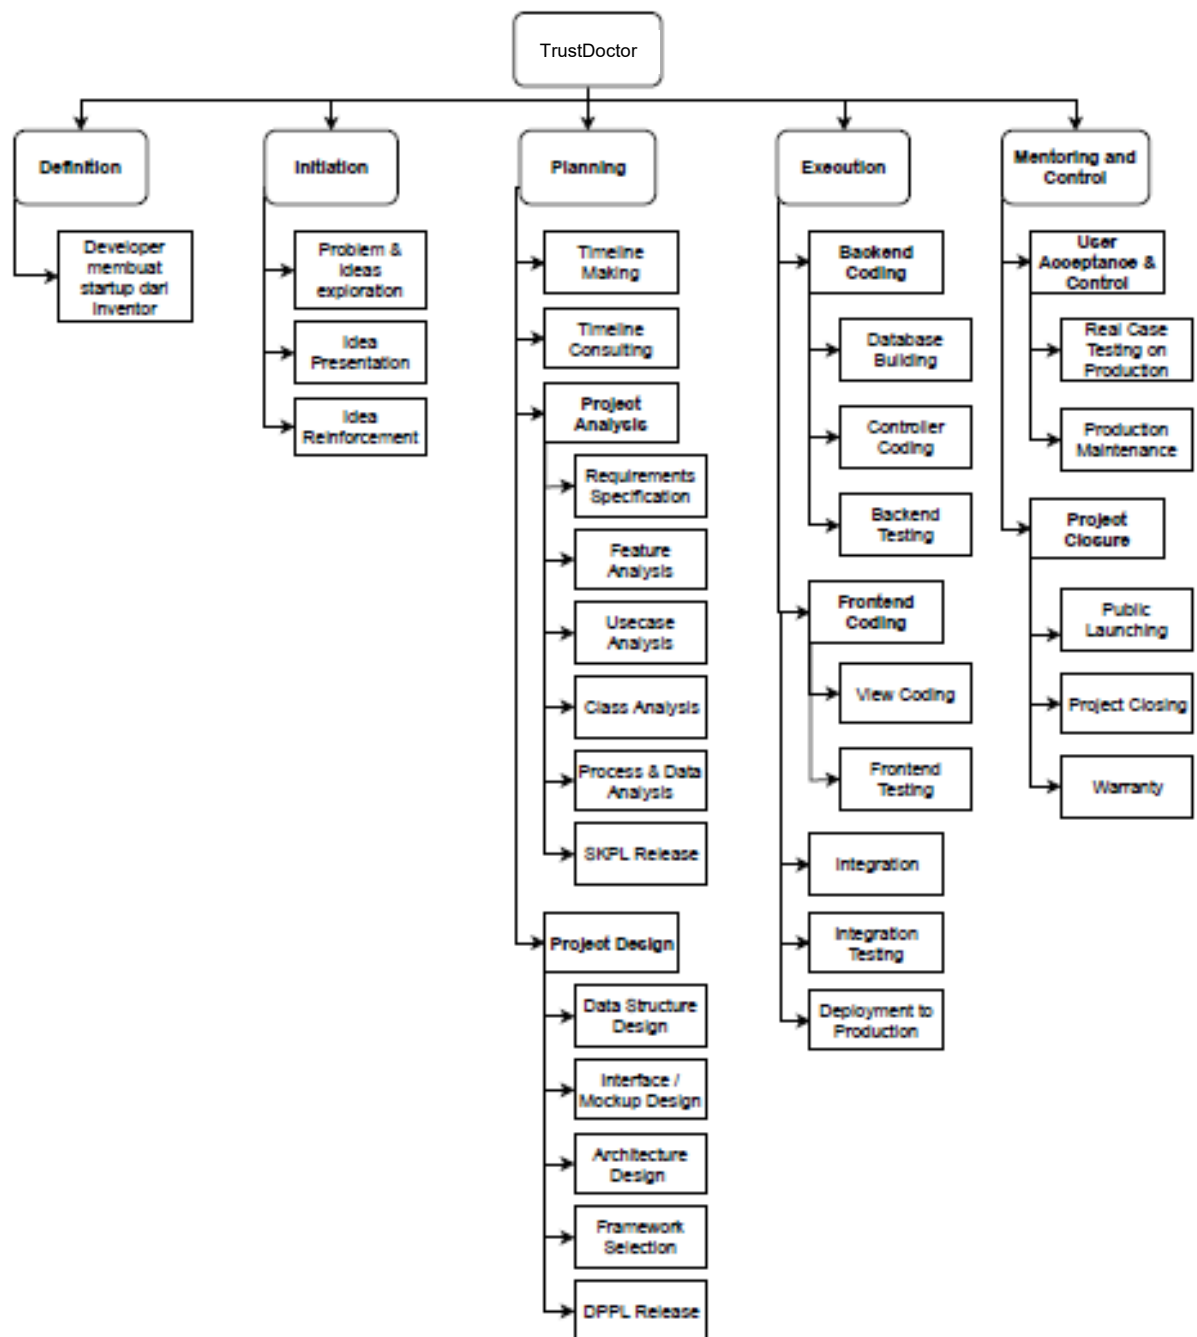 TrustDoctor
Definition
Developer
membuat
startup dari
Inventor
Initiation
Problem &
Ideas
exploration
Idea
Presentation
Idea
Reinforcement
Planning
Timeline
Making
Timeline
Consulting
Project
Analysis
Requirements
Specification
Feature
Analysis
Usecase
Analysis
Class Analysis
Process & Data
Analysis
SKPL Release
Project Design
Data Structure
Design
Interface /
Mockup Design
Architecture
Design
Framework
Selection
DPPL Release
Execution
Backend
Coding
Database
Building
Controller
Coding
Backend
Testing
Frontend
Coding
View Coding
Frontend
Testing
Integration
Integration
Testing
Deployment to
Production
Mentoring and
Control
User
Acceptance &
Control
Real Case
Testing on
Production
Production
Maintenance
Project
Closure
Public
Launching
Project Closing
Warranty